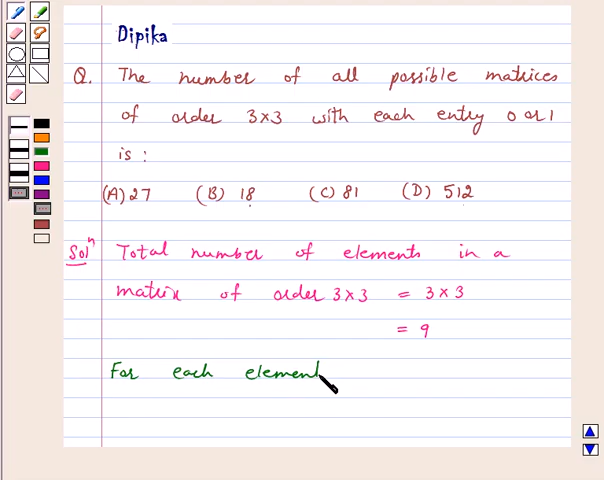 Dipika
Q. The number of all possible matrices
of order 3×3 with each entry 0 or 1
is :
(A) 27 (B) 18 (C) 81 (D) 512
Solⁿ Total number of elements in a
matrix of order 3×3 = 3×3
= 9
For each element